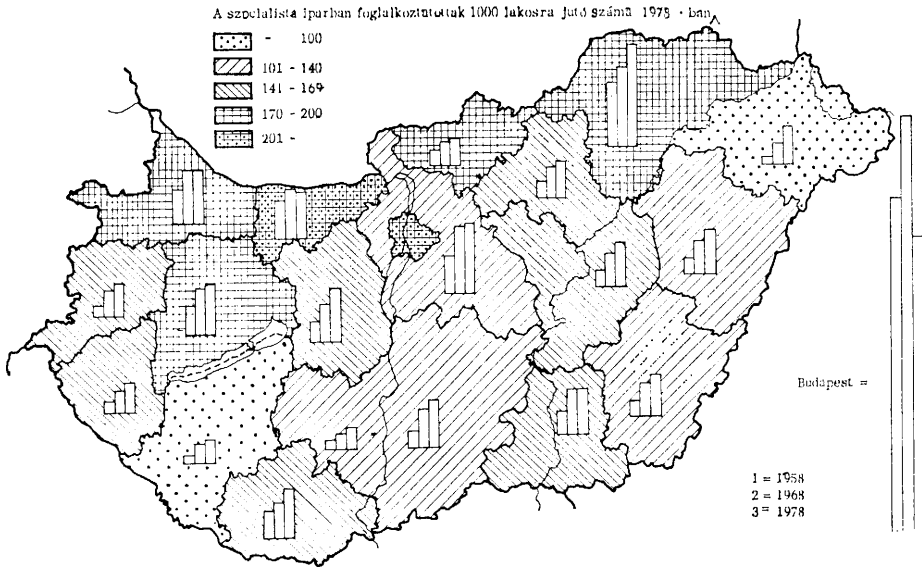 A szocialista iparban foglalkoztatottak 1000 lakosra jutó száma 1978 - ban
- 100
101 - 140
141 - 169
170 - 200
201 -
Budapest =
1 = 1958
2 = 1968
3 = 1978